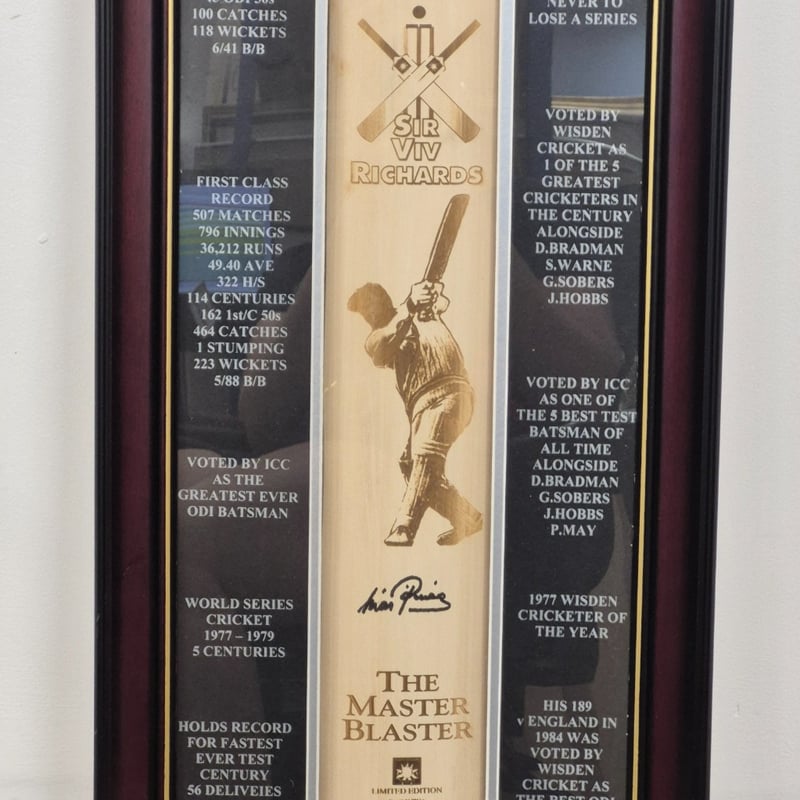 100 CATCHES
118 WICKETS
6/41 B/B
FIRST CLASS
RECORD
507 MATCHES
796 INNINGS
36,212 RUNS
49.40 AVE
322 H/S
114 CENTURIES
162 1st/C 50s
464 CATCHES
1 STUMPING
223 WICKETS
5/88 B/B
VOTED BY ICC
AS THE
GREATEST EVER
ODI BATSMAN
WORLD SERIES
CRICKET
1977 – 1979
5 CENTURIES
HOLDS RECORD
FOR FASTEST
EVER TEST
CENTURY
56 DELIVEIES
SIR
VIV
RICHARDS
THE
MASTER
BLASTER
LIMITED EDITION
NEVER TO
LOSE A SERIES
VOTED BY
WISDEN
CRICKET AS
1 OF THE 5
GREATEST
CRICKETERS IN
THE CENTURY
ALONGSIDE
D.BRADMAN
S.WARNE
G.SOBERS
J.HOBBS
VOTED BY ICC
AS ONE OF
THE 5 BEST TEST
BATSMAN OF
ALL TIME
ALONGSIDE
D.BRADMAN
G.SOBERS
J.HOBBS
P.MAY
1977 WISDEN
CRICKETER OF
THE YEAR
HIS 189
v ENGLAND IN
1984 WAS
VOTED BY
WISDEN
CRICKET AS
THE BEST ODI